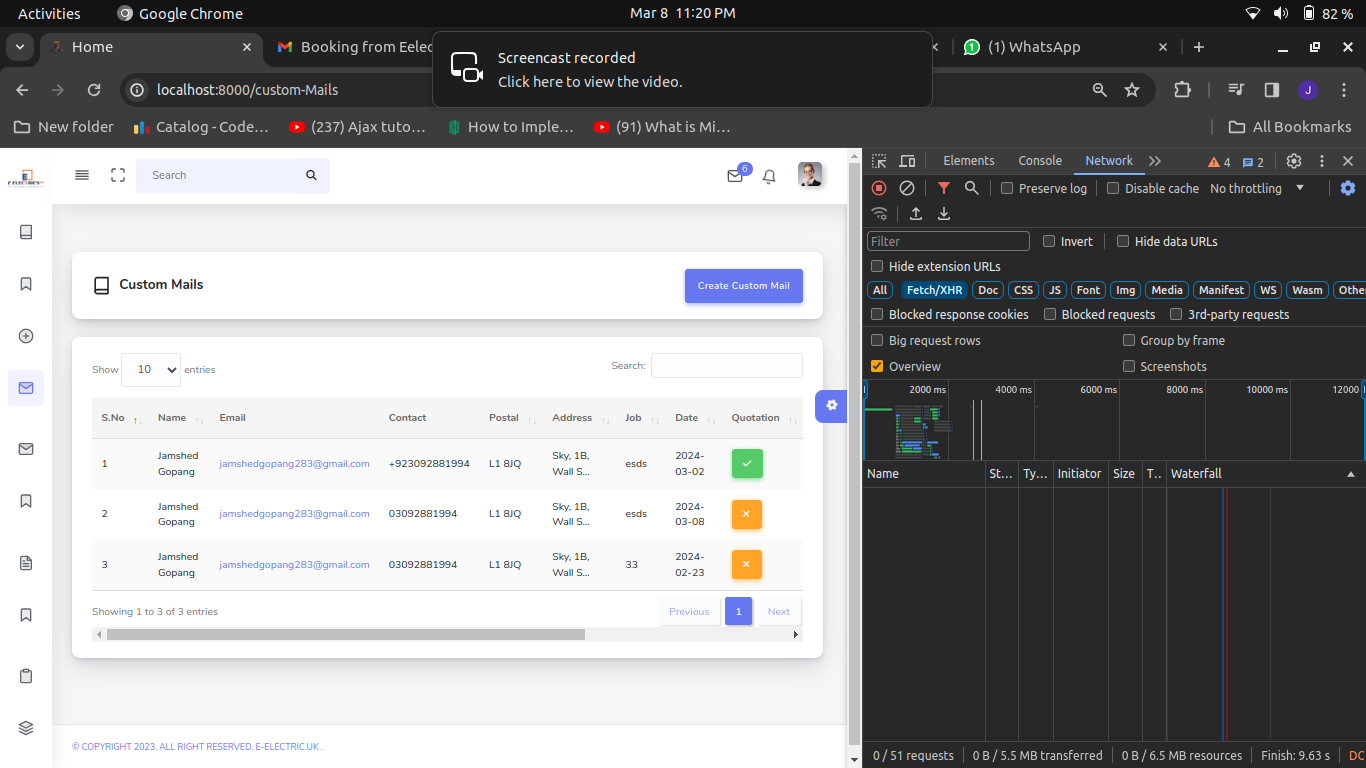 Activities Google Chrome Mar 8 11:20 PM 82 %
Home Booking from Eelec (1) WhatsApp
Screencast recorded
Click here to view the video.
localhost:8000/custom-Mails J
New folder Catalog - Code... (237) Ajax tuto... How to Imple... (91) What is Mi... All Bookmarks
Search 6
Elements Console Network 4 2
Preserve log Disable cache No throttling
Filter Invert Hide data URLs
Hide extension URLs
All Fetch/XHR Doc CSS JS Font Img Media Manifest WS Wasm Othe
Blocked response cookies Blocked requests 3rd-party requests
Big request rows Group by frame
Overview Screenshots
2000 ms 4000 ms 6000 ms 8000 ms 10000 ms 12000
Name St... Ty... Initiator Size T.. Waterfall
Custom Mails Create Custom Mail
Show 10 entries Search:
S.No Name Email Contact Postal Address Job Date Quotation
1 Jamshed Gopang jamshedgopang283@gmail.com +923092881994 L1 8JQ Sky, 1B, Wall S... esds 2024-03-02
2 Jamshed Gopang jamshedgopang283@gmail.com 03092881994 L1 8JQ Sky, 1B, Wall S... esds 2024-03-08
3 Jamshed Gopang jamshedgopang283@gmail.com 03092881994 L1 8JQ Sky, 1B, Wall S... 33 2024-02-23
Showing 1 to 3 of 3 entries Previous 1 Next
© COPYRIGHT 2023. ALL RIGHT RESERVED. E-ELECTRIC.UK .
0 / 51 requests 0 B / 5.5 MB transferred 0 B / 6.5 MB resources Finish: 9.63 s DC